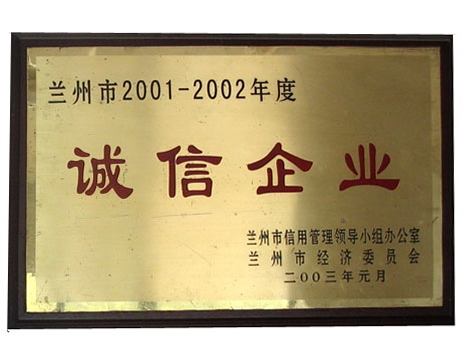 兰州市2001-2002年度
诚信企业
兰州市信用管理领导小组办公室
兰州市经济委员会
二00三年元月